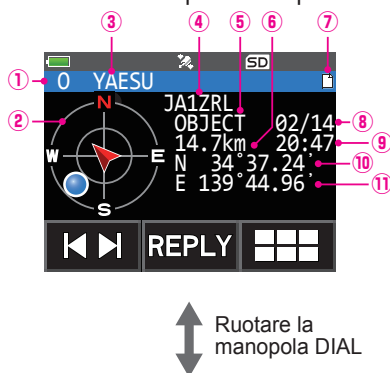 ③ ④ ⑤ ⑥ ⑦
SD
① O YAESU
② N JA1ZRL
OBJECT 02/14 ⑧
14.7km 20:47 ⑨
W E N 34°37.24' ⑩
S E 139°44.96' ⑪
REPLY
Ruotare la
manopola DIAL